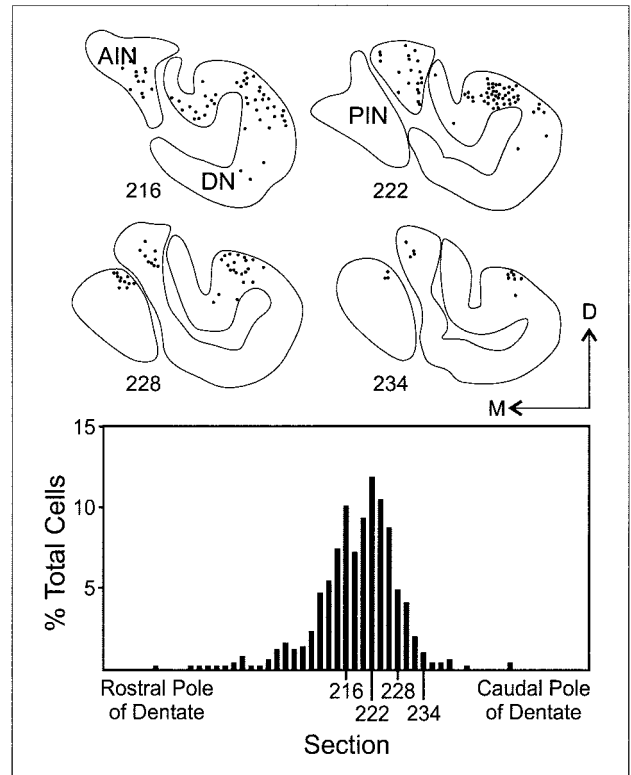 AIN
DN
216
PIN
222
228
234
D
M
15
10
5
% Total Cells
216
228
222
234
Rostral Pole
of Dentate
Caudal Pole
of Dentate
Section